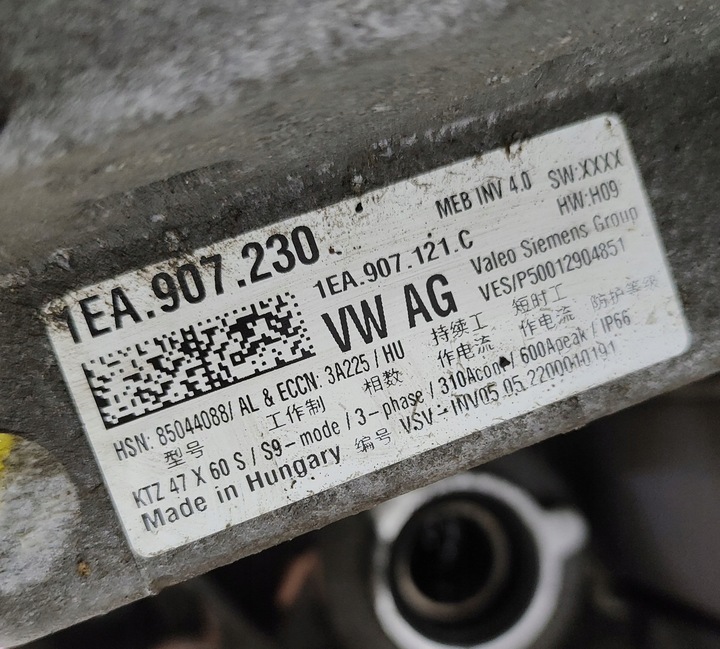 1EA.907.230
MEB INV 4.0 SW:XXXX
HW:H09
1EA.907.121.C
Valeo Siemens Group
VW AG VES/P50012904851
HSN: 85044088/ AL & ECCN: 3A225 / HU
持续工 短时工
型号 工作制 相数 作电流 作电流 防护等级
KTZ 47 X 60 S / S9-mode / 3-phase / 310Acont / 600Apeak / IP66
Made in Hungary 编号 VSV-INV05.05.2200010191